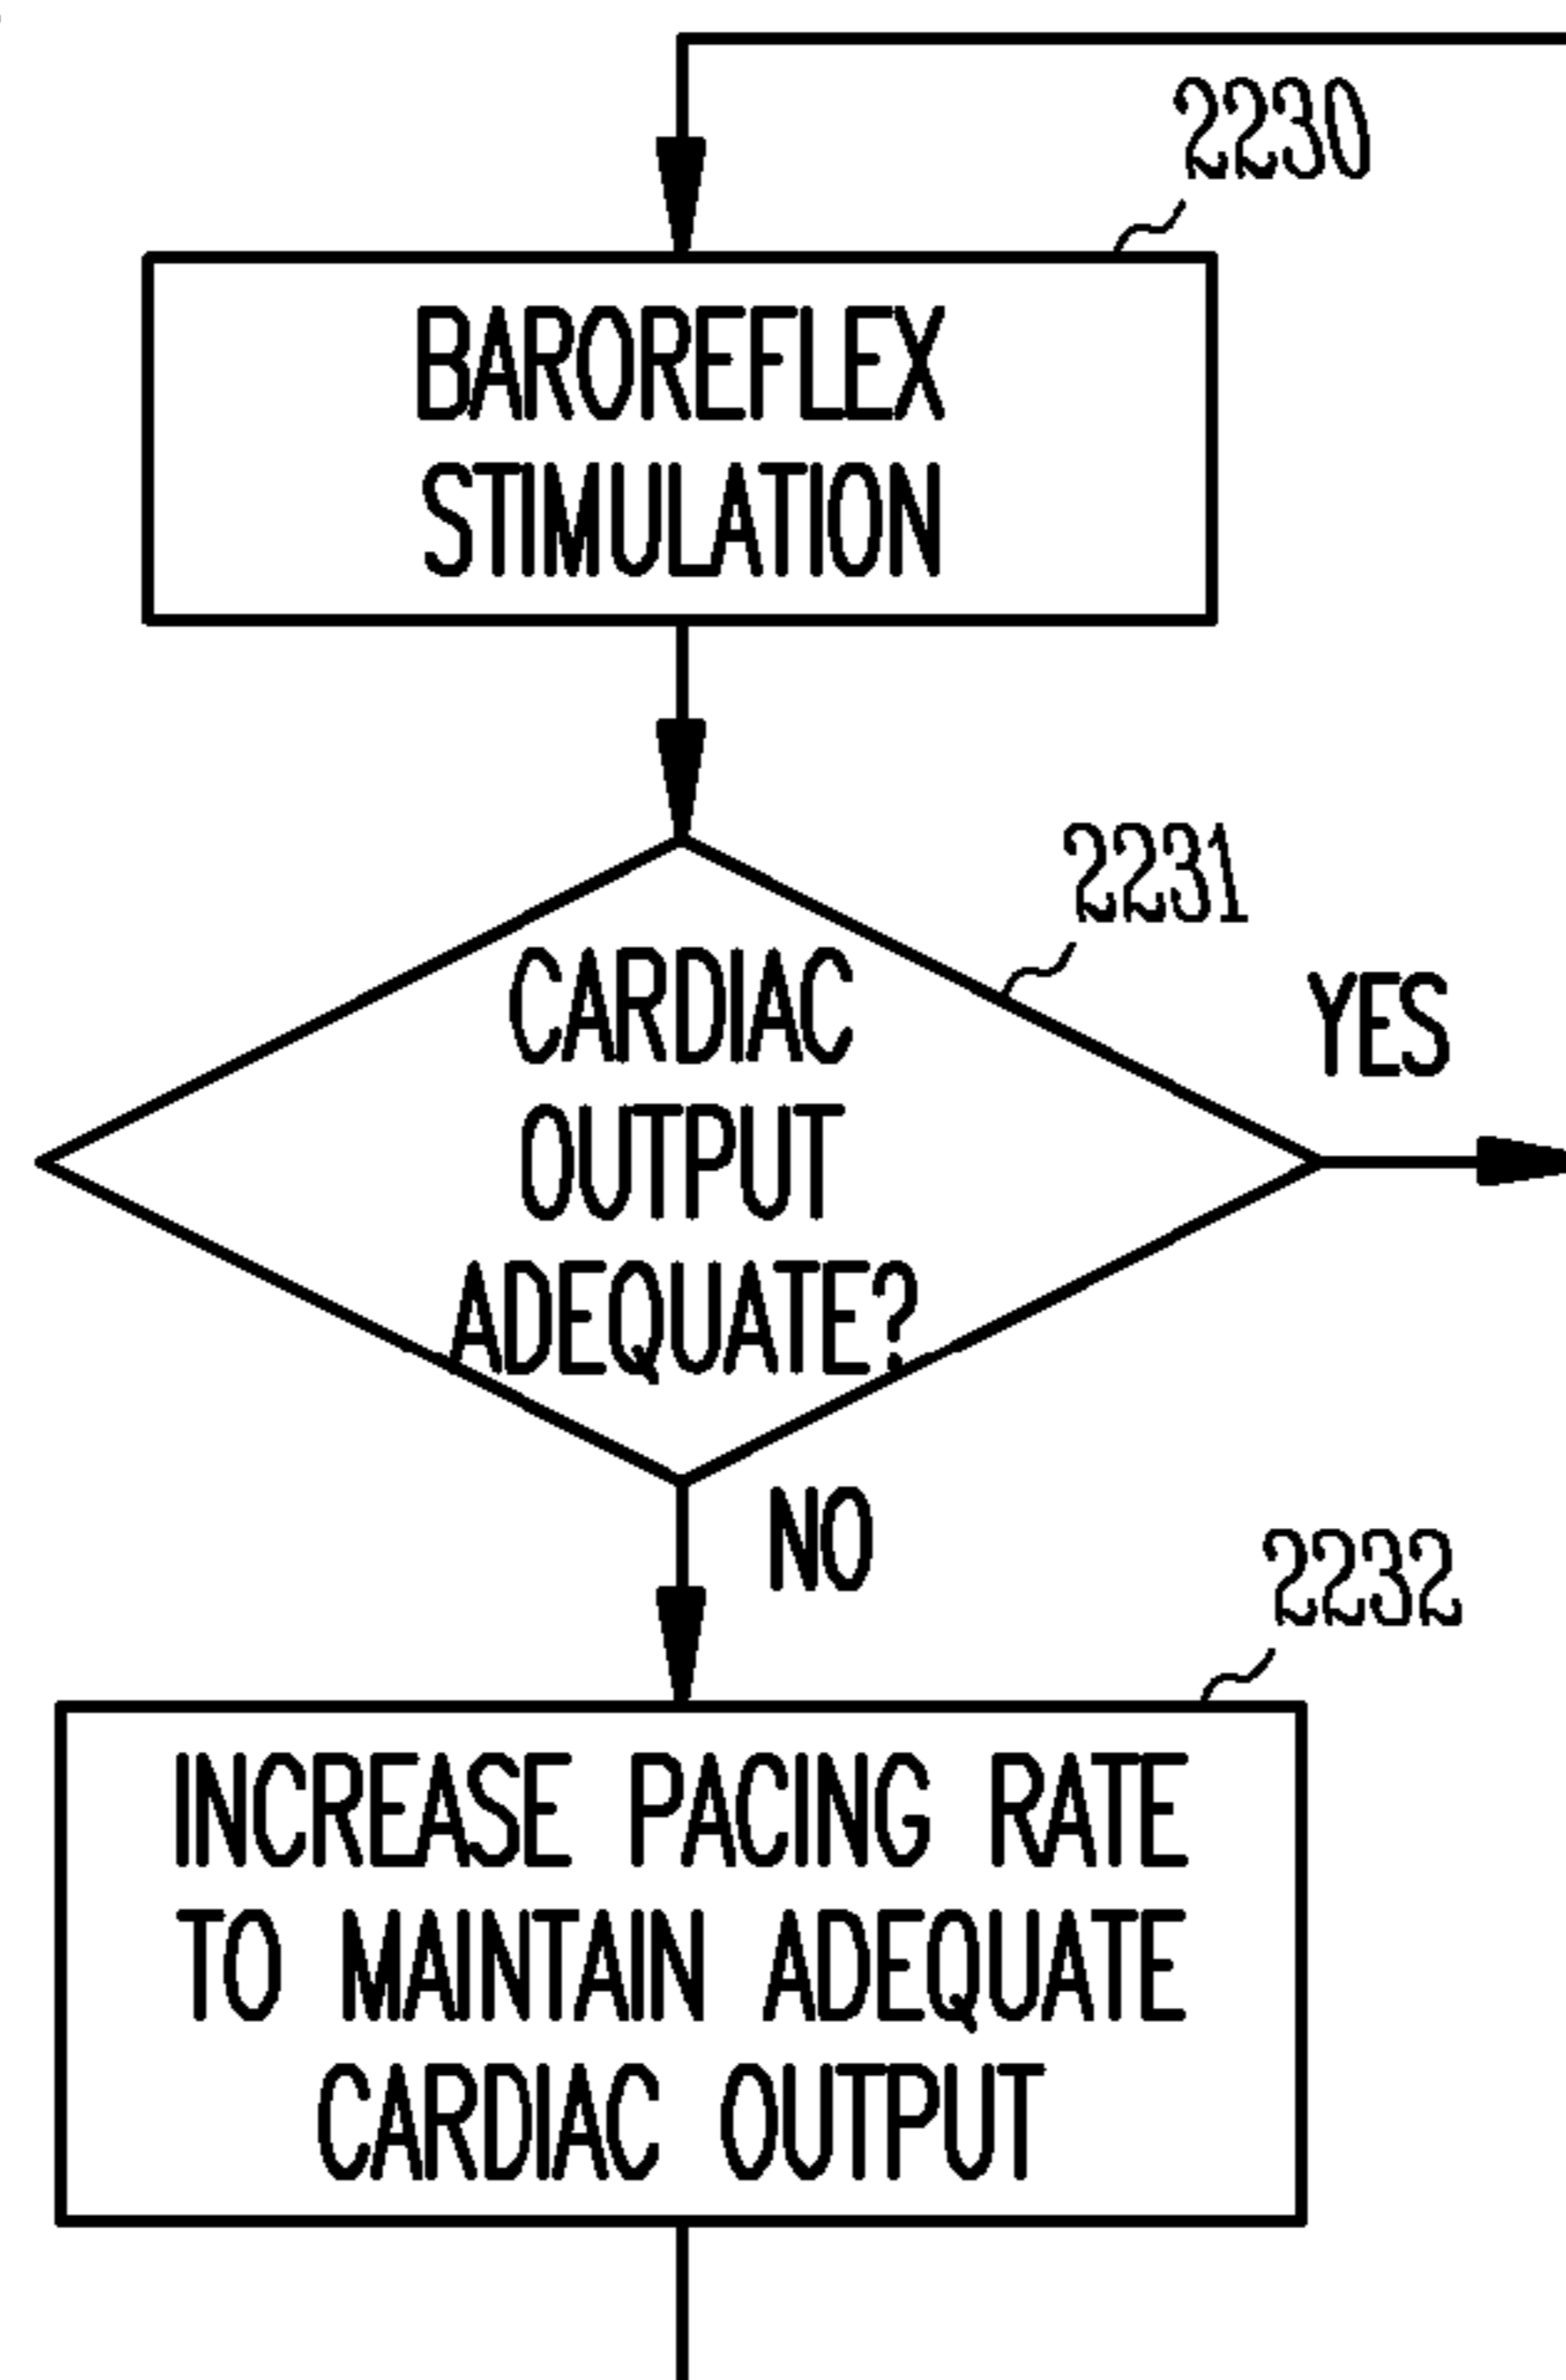 2230
BAROREFLEX
STIMULATION
2231
CARDIAC
OUTPUT
ADEQUATE?
YES
NO
2232
INCREASE PACING RATE
TO MAINTAIN ADEQUATE
CARDIAC OUTPUT